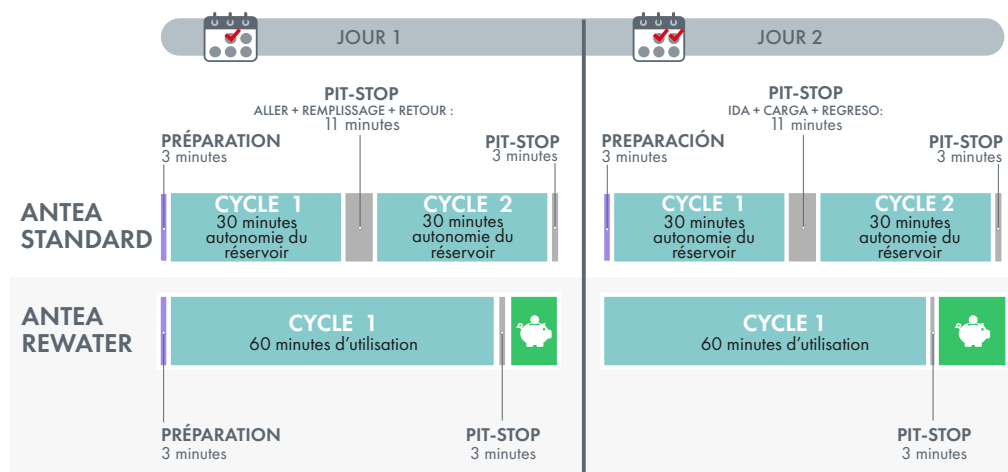 JOUR 1
JOUR 2
PIT-STOP
ALLER + REMPLISSAGE + RETOUR :
11 minutes
PRÉPARATION
3 minutes
PIT-STOP
3 minutes
PIT-STOP
IDA + CARGA + REGRESO:
11 minutes
PREPARACIÓN
3 minutes
PIT-STOP
3 minutes
ANTEA
STANDARD
CYCLE 1
30 minutes
autonomie du
réservoir
CYCLE 2
30 minutes
autonomie du
réservoir
CYCLE 1
30 minutes
autonomie du
réservoir
CYCLE 2
30 minutes
autonomie du
réservoir
ANTEA
REWATER
CYCLE 1
60 minutes d'utilisation
CYCLE 1
60 minutes d'utilisation
PRÉPARATION
3 minutes
PIT-STOP
3 minutes
PIT-STOP
3 minutes